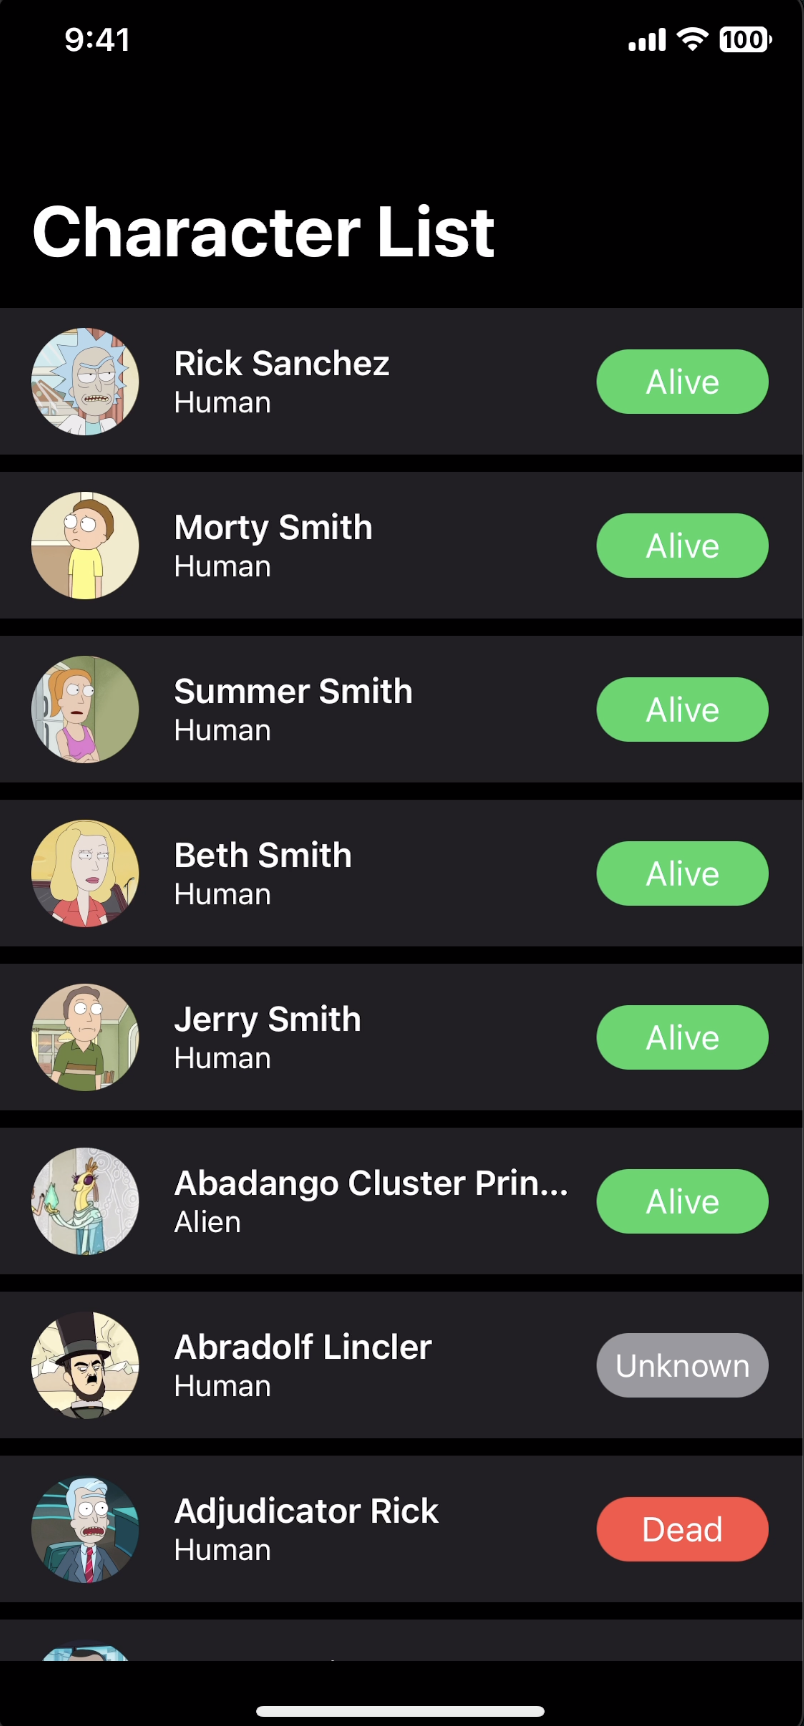 9:41
100
Character List
Rick Sanchez
Human
Alive
Morty Smith
Human
Alive
Summer Smith
Human
Alive
Beth Smith
Human
Alive
Jerry Smith
Human
Alive
Abadango Cluster Prin...
Alien
Alive
Abradolf Lincler
Human
Unknown
Adjudicator Rick
Human
Dead